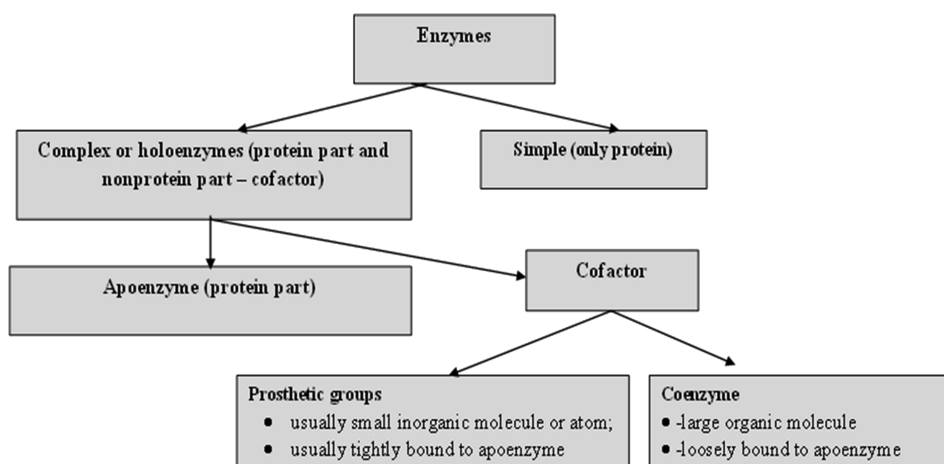 Enzymes
Complex or holoenzymes (protein part and
nonprotein part – cofactor)
Simple (only protein)
Apoenzyme (protein part)
Cofactor
Prosthetic groups
● usually small inorganic molecule or atom;
● usually tightly bound to apoenzyme
Coenzyme
● -large organic molecule
● -loosely bound to apoenzyme